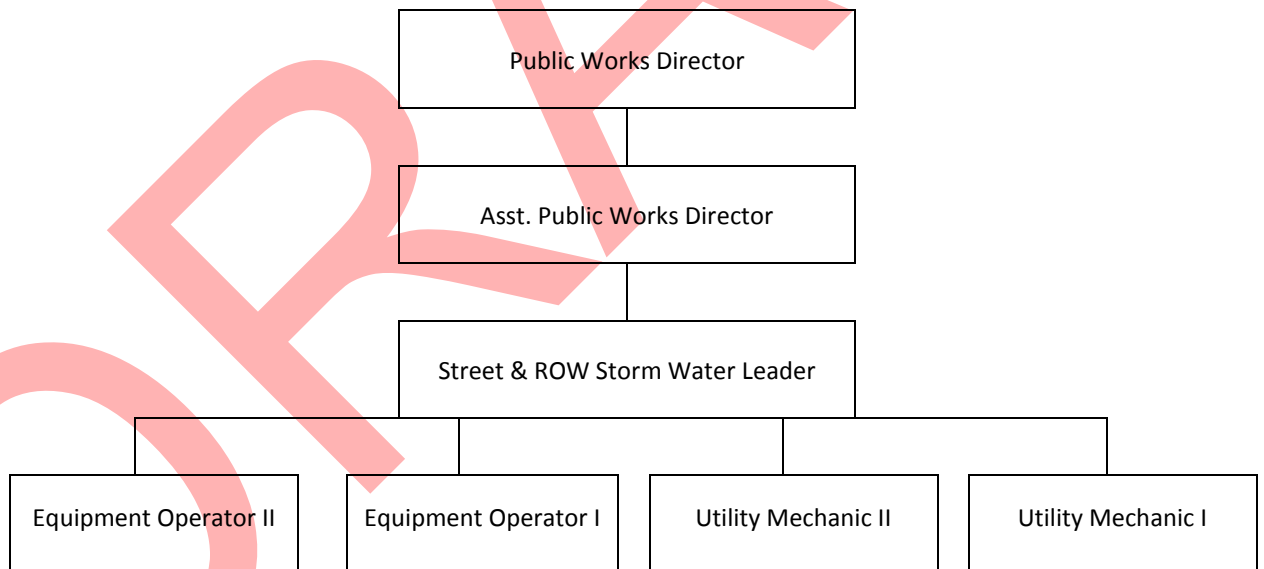 Public Works Director
Asst. Public Works Director
Street & ROW Storm Water Leader
Equipment Operator II
Equipment Operator I
Utility Mechanic II
Utility Mechanic I
DRA